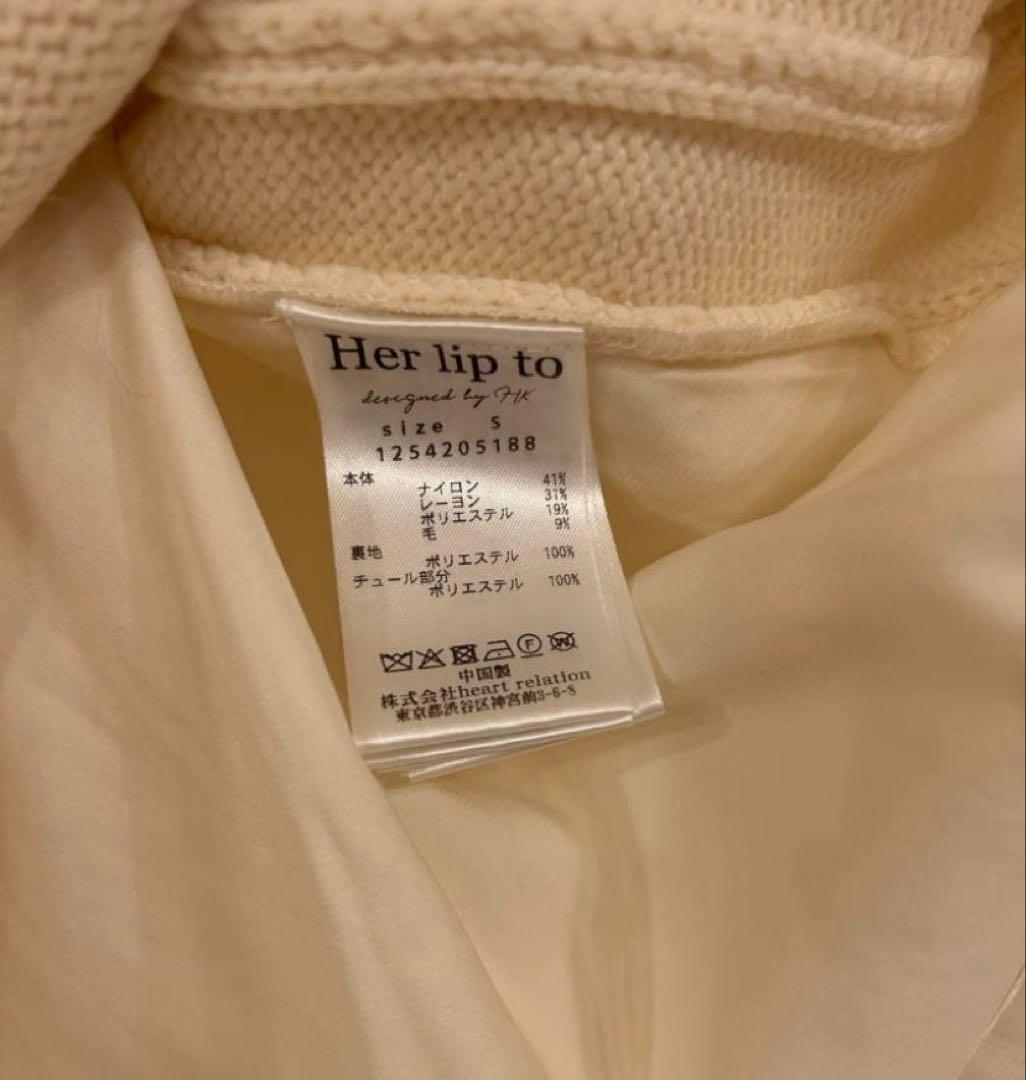 Her lip to
designed by HK
size S
1254205188
本体 ナイロン 41%
レーヨン 31%
ポリエステル 19%
毛 9%
裏地 ポリエステル 100%
チュール部分 ポリエステル 100%
F W
中国製
株式会社heart relation
東京都渋谷区神宮前3-6-8